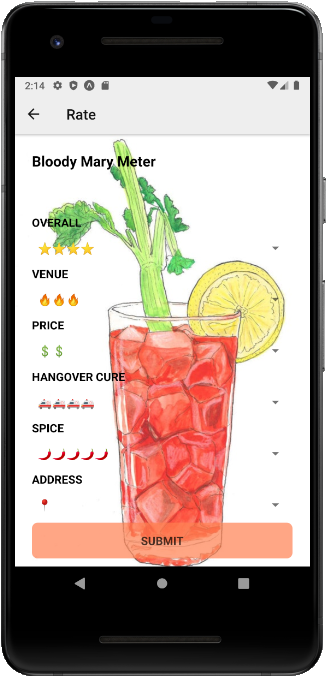 2:14
Rate
Bloody Mary Meter
OVERALL
⭐⭐⭐⭐
VENUE
🔥🔥🔥
PRICE
💲💲
HANGOVER CURE
🚑🚑🚑🚑
SPICE
🌶🌶🌶🌶🌶
ADDRESS
📍
SUBMIT